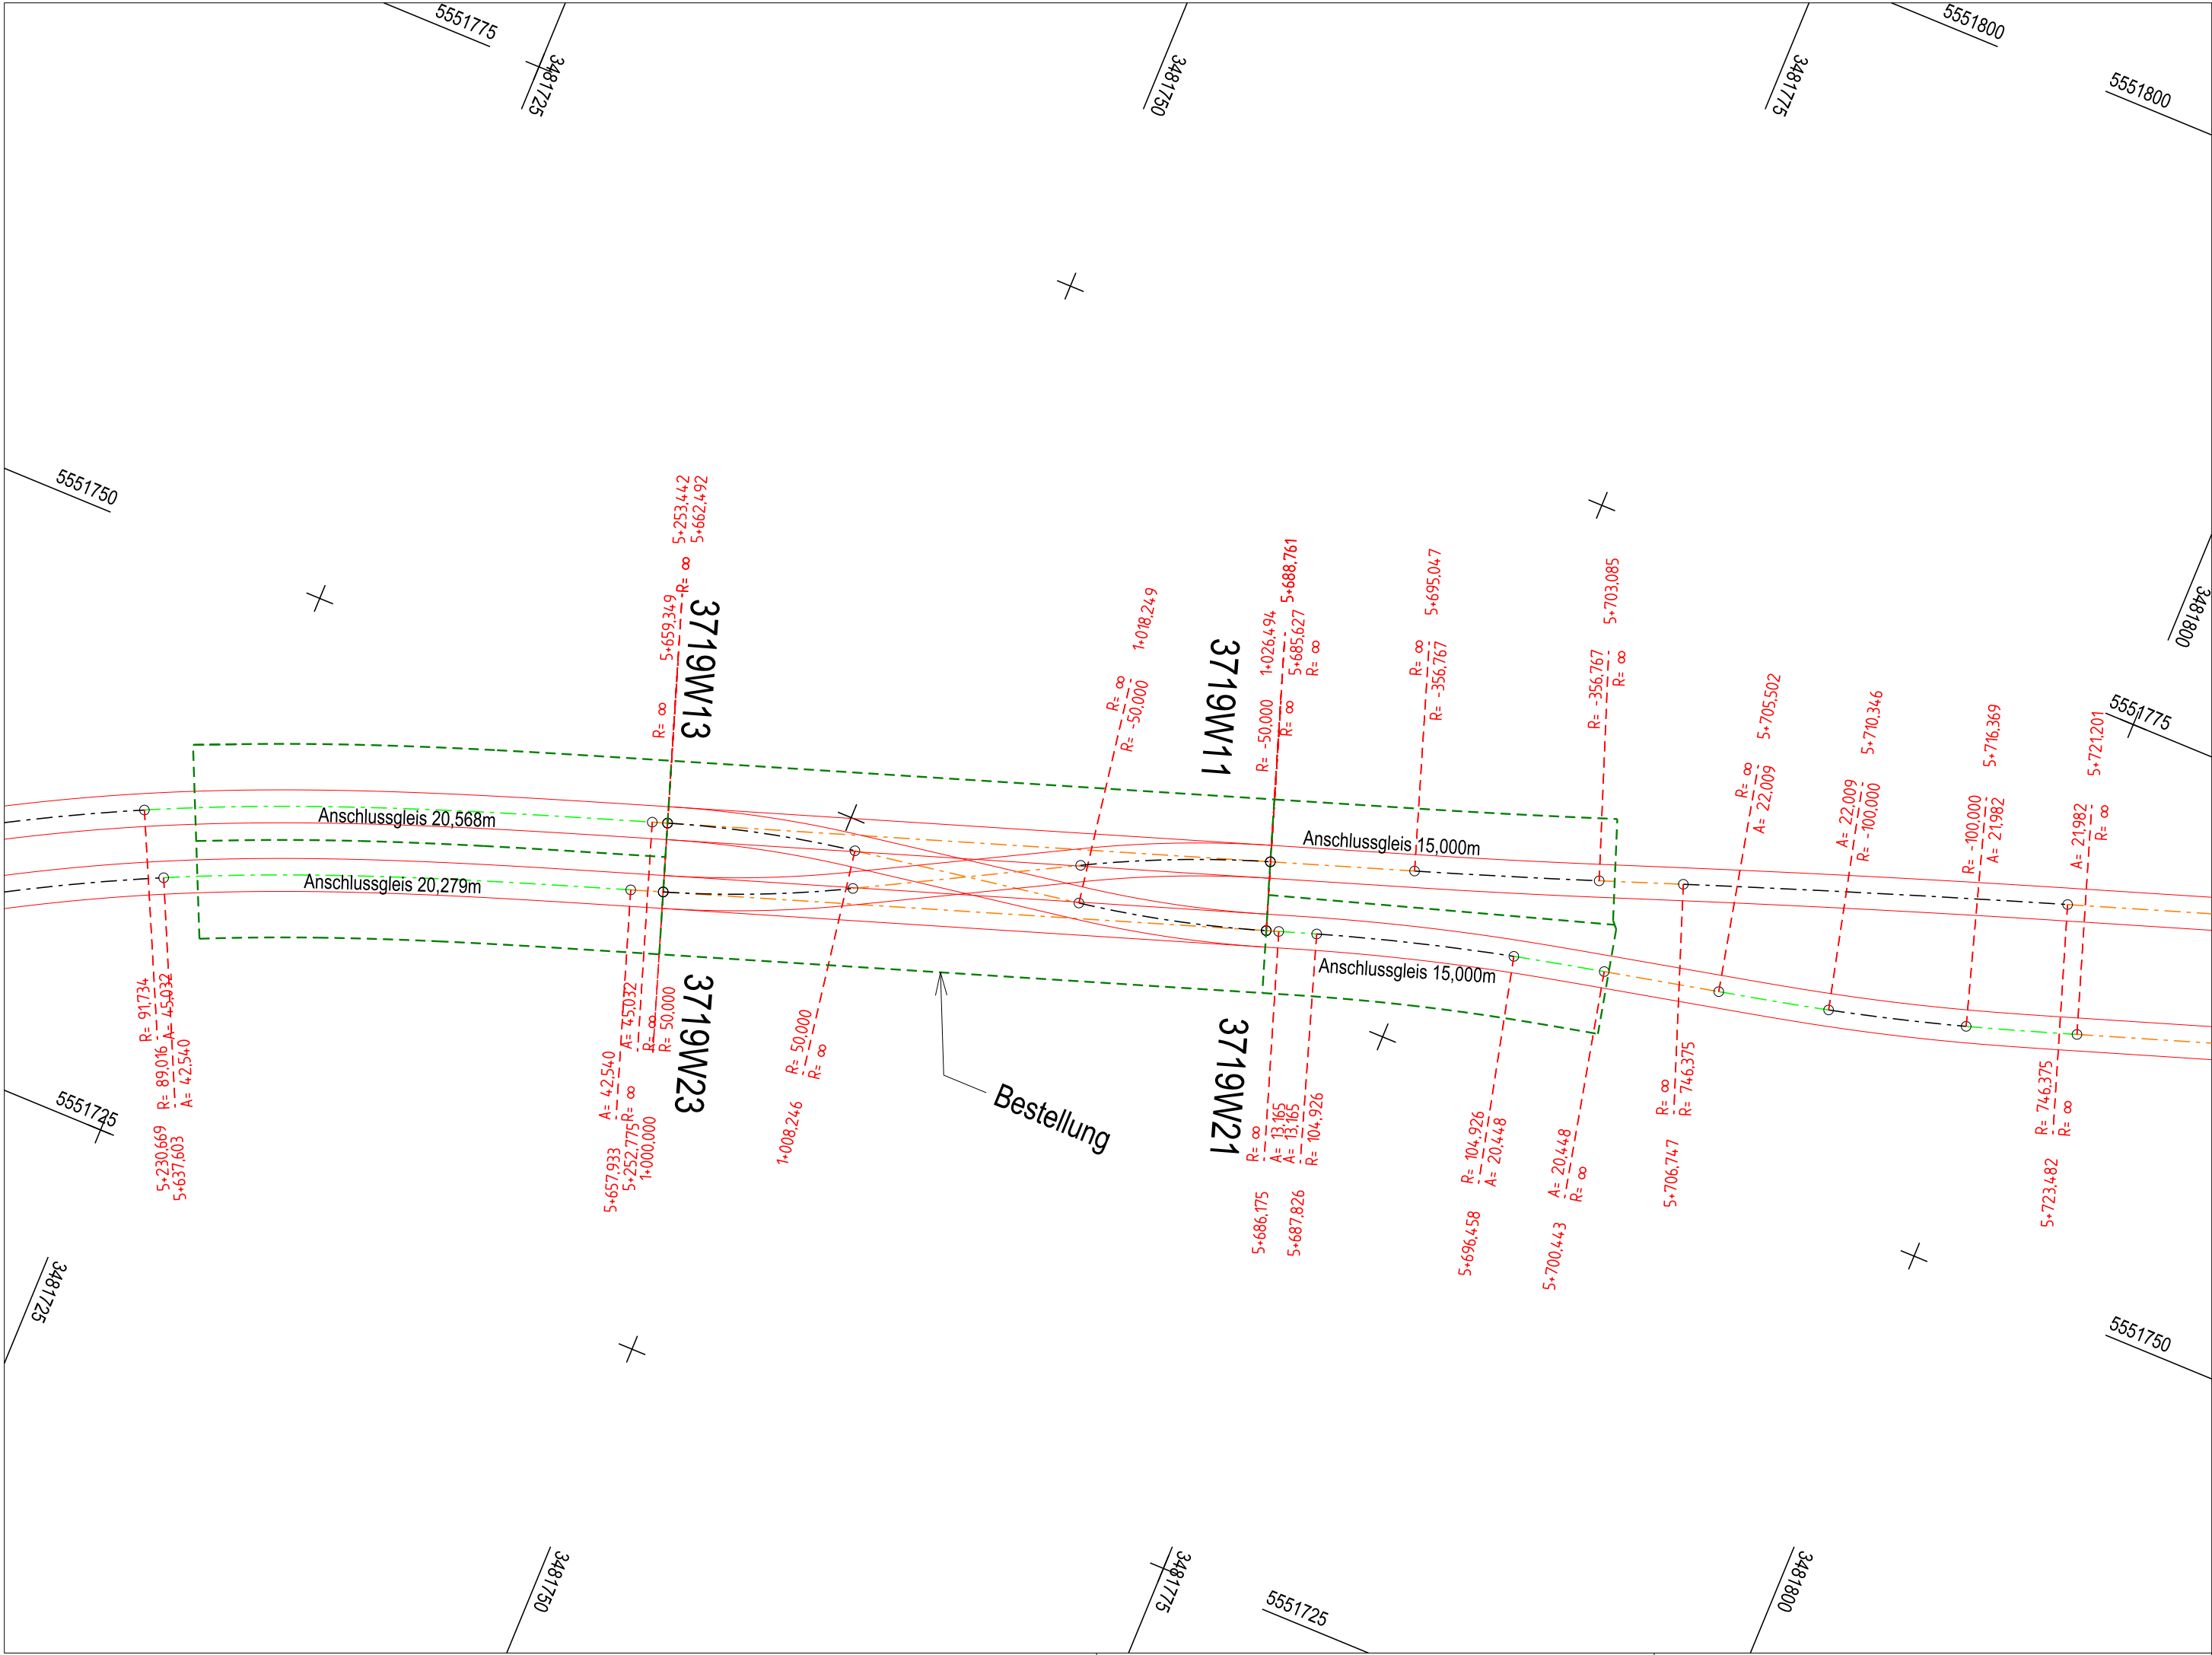 5551775
3481725
3481750
3481775
5551800
5551800
5551750
3481800
5551775
5+253,442
5+662,492
R= ∞
5+659,349
R= ∞
3719W13
1+018,249
R= ∞
R= -50,000
3719W11
5+688,761
1+026,494
5+685,627
R= ∞
R= -50,000
R= ∞
5+695,047
R= ∞
R= -356,767
5+703,085
R= -356,767
R= ∞
5+705,502
R= ∞
A= 22,009
5+710,346
A= 22,009
R= -100,000
5+716,369
R= -100,000
A= 21,982
5+721,201
A= 21,982
R= ∞
Anschlussgleis 20,568m
Anschlussgleis 20,279m
Anschlussgleis 15,000m
Anschlussgleis 15,000m
R= 91,734
A= 45,032
R= 89,016
A= 42,540
5+230,669
5+637,603
A= 42,540
5+657,933
A= 45,032
R= ∞
5+252,775
R= ∞
R= 50,000
1+000,000
3719W23
R= 50,000
R= ∞
1+008,246
Bestellung
3719W21
R= ∞
A= 13,165
5+686,175
A= 13,165
R= 104,926
5+687,826
R= 104,926
A= 20,448
5+696,458
A= 20,448
R= ∞
5+700,443
R= ∞
R= 746,375
5+706,747
R= 746,375
R= ∞
5+723,482
5551725
3481725
5551750
3481750
3481775
5551725
3481800